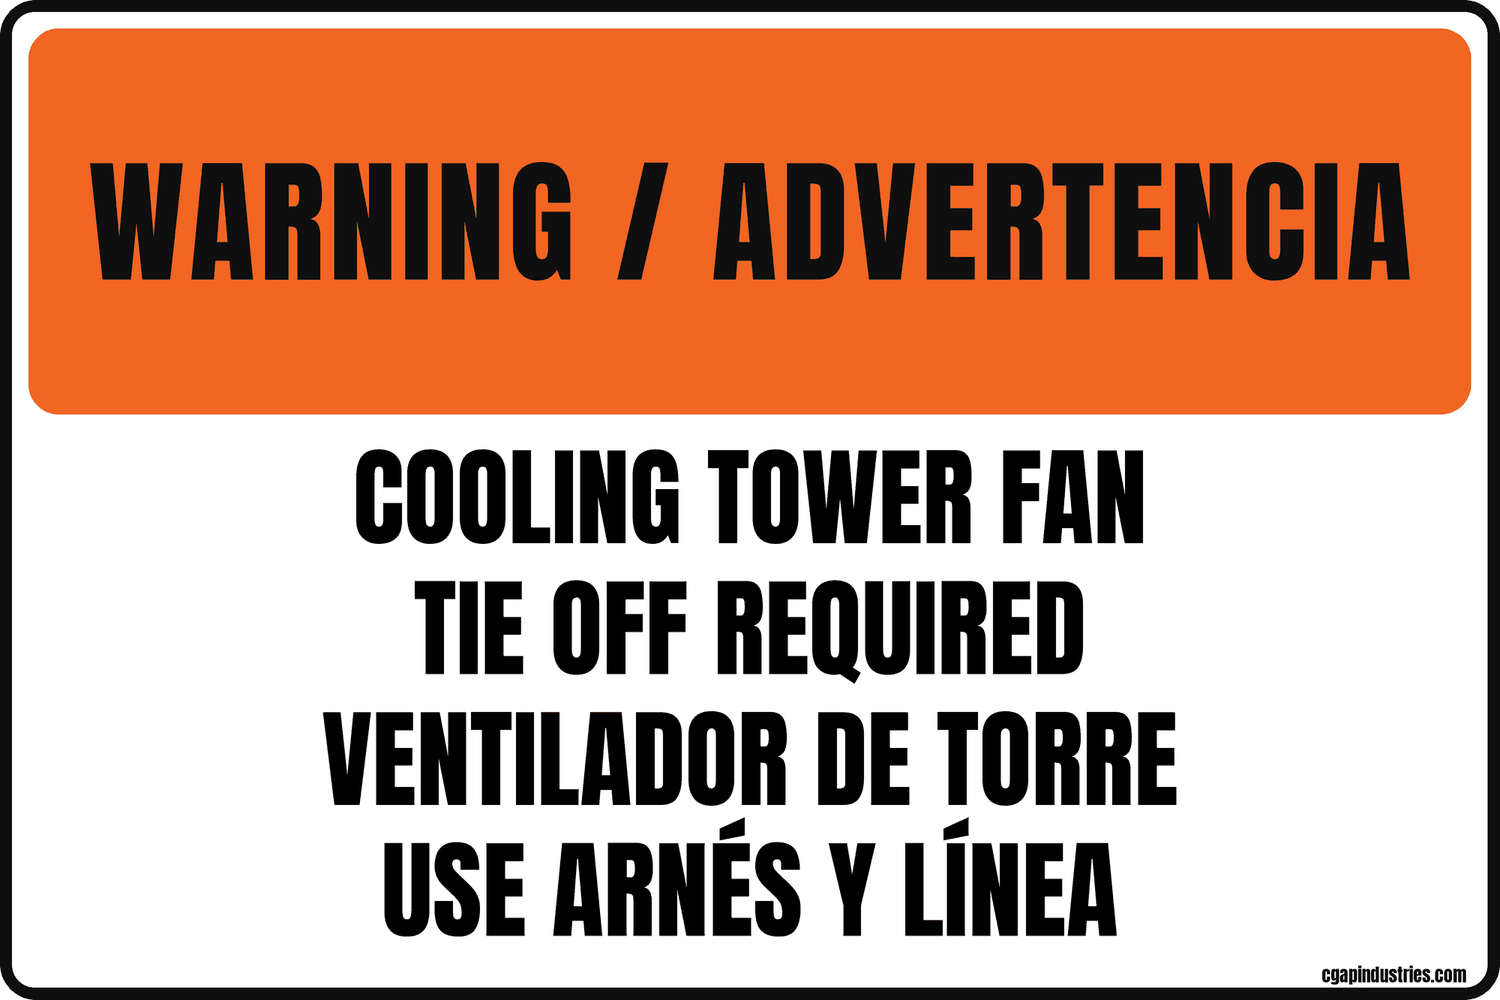 WARNING / ADVERTENCIA
COOLING TOWER FAN
TIE OFF REQUIRED
VENTILADOR DE TORRE
USE ARNÉS Y LÍNEA
cgapindustries.com